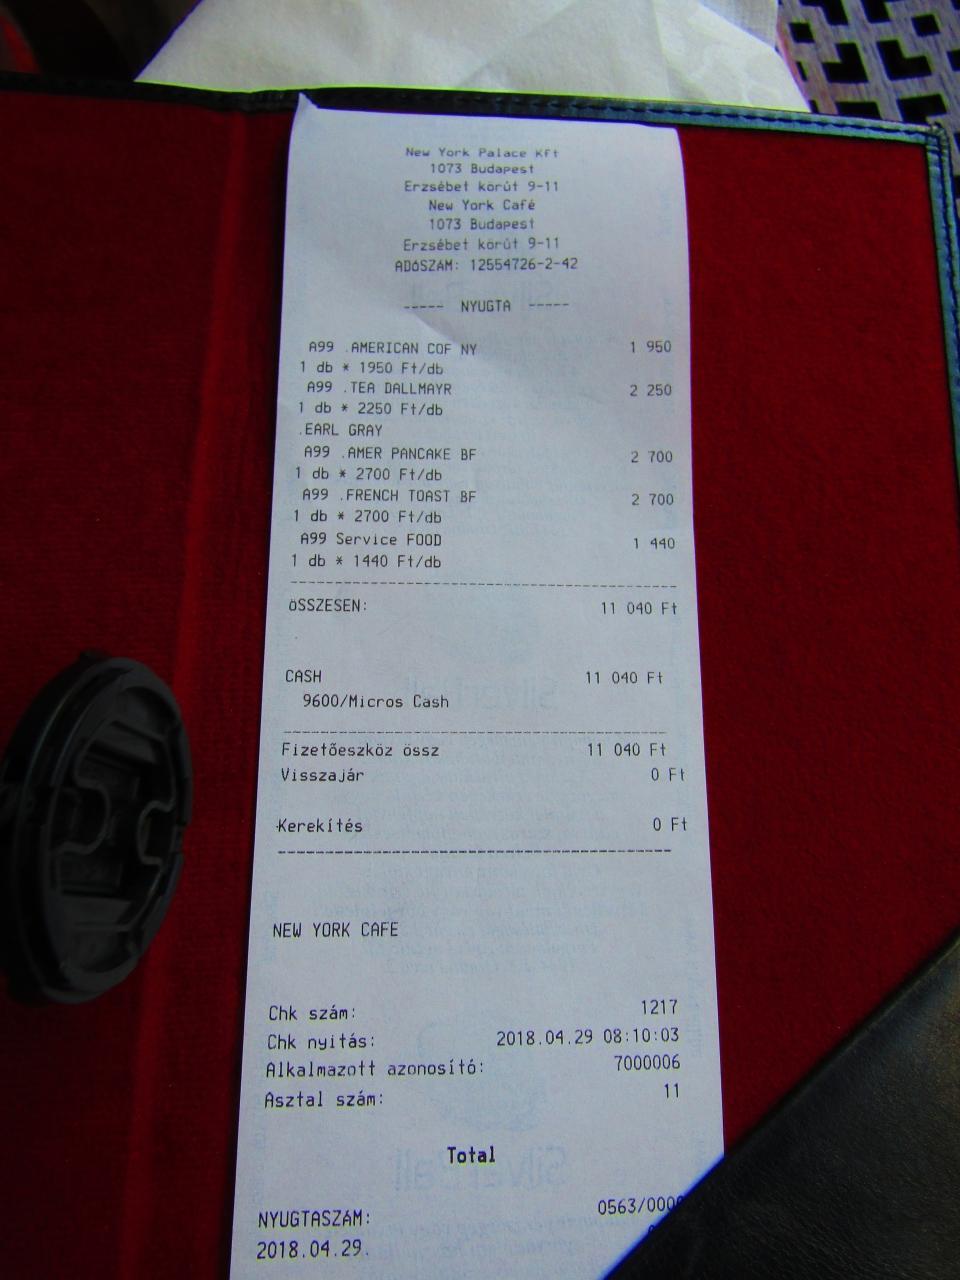 New York Palace Kft
1073 Budapest
Erzsébet körút 9-11
New York Café
1073 Budapest
Erzsébet körút 9-11
ADÓSZÁM: 12554726-2-42
----- NYUGTA -----
A99 .AMERICAN COF NY 1 950
1 db * 1950 Ft/db
A99 .TEA DALLMAYR 2 250
1 db * 2250 Ft/db
.EARL GRAY
A99 .AMER PANCAKE BF 2 700
1 db * 2700 Ft/db
A99 .FRENCH TOAST BF 2 700
1 db * 2700 Ft/db
A99 Service FOOD 1 440
1 db * 1440 Ft/db
ÖSSZESEN: 11 040 Ft
CASH 11 040 Ft
9600/Micros Cash
Fizetőeszköz össz 11 040 Ft
Visszajár 0 Ft
Kerekítés 0 Ft
NEW YORK CAFE
Chk szám: 1217
Chk nyitás: 2018.04.29 08:10:03
Alkalmazott azonosító: 7000006
Asztal szám: 11
Total
NYUGTASZÁM: 0563/0000
2018.04.29.